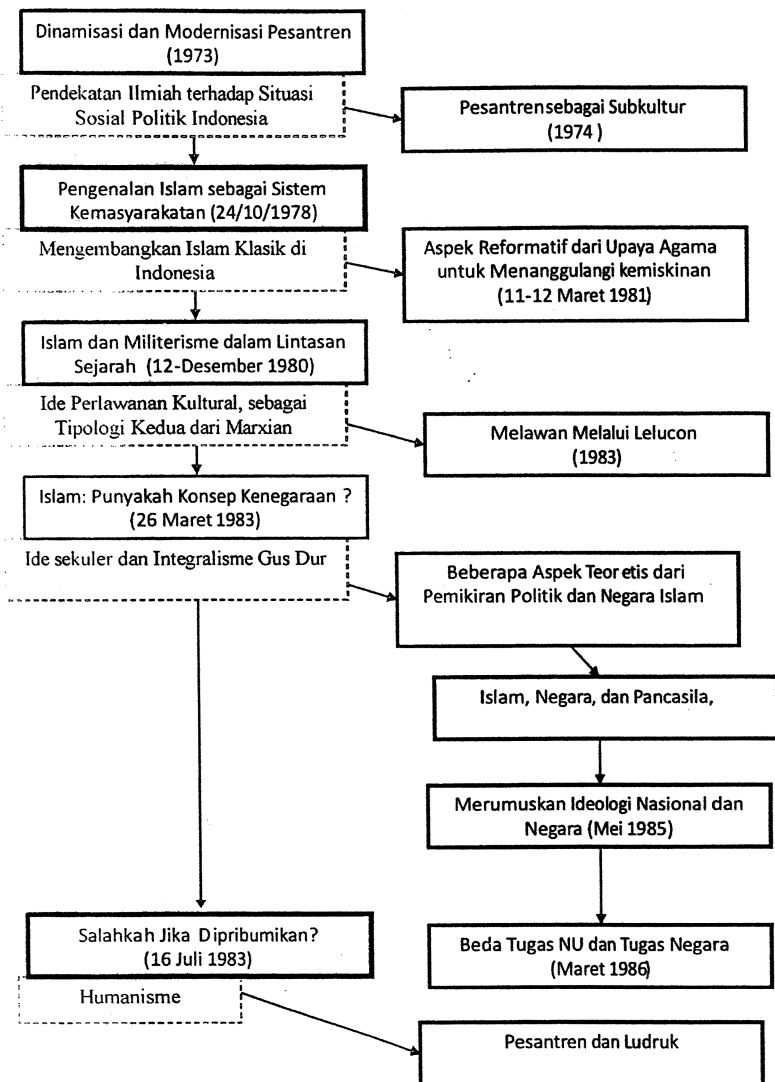 Dinamisasi dan Modernisasi Pesantren
(1973)
Pendekatan Ilmiah terhadap Situasi
Sosial Politik Indonesia
Pesantren sebagai Subkultur
(1974 )
Pengenalan Islam sebagai Sistem
Kemasyarakatan (24/10/1978)
Mengembangkan Islam Klasik di
Indonesia
Aspek Reformatif dari Upaya Agama
untuk Menanggulangi kemiskinan
(11-12 Maret 1981)
Islam dan Militerisme dalam Lintasan
Sejarah (12-Desember 1980)
Ide Perlawanan Kultural, sebagai
Tipologi Kedua dari Marxian
Melawan Melalui Lelucon
(1983)
Islam: Punyakah Konsep Kenegaraan ?
(26 Maret 1983)
Ide sekuler dan Integralisme Gus Dur
Beberapa Aspek Teoretis dari
Pemikiran Politik dan Negara Islam
Islam, Negara, dan Pancasila,
Merumuskan Ideologi Nasional dan
Negara (Mei 1985)
Salahkah Jika Dipribumikan?
(16 Juli 1983)
Beda Tugas NU dan Tugas Negara
(Maret 1986)
Humanisme
Pesantren dan Ludruk